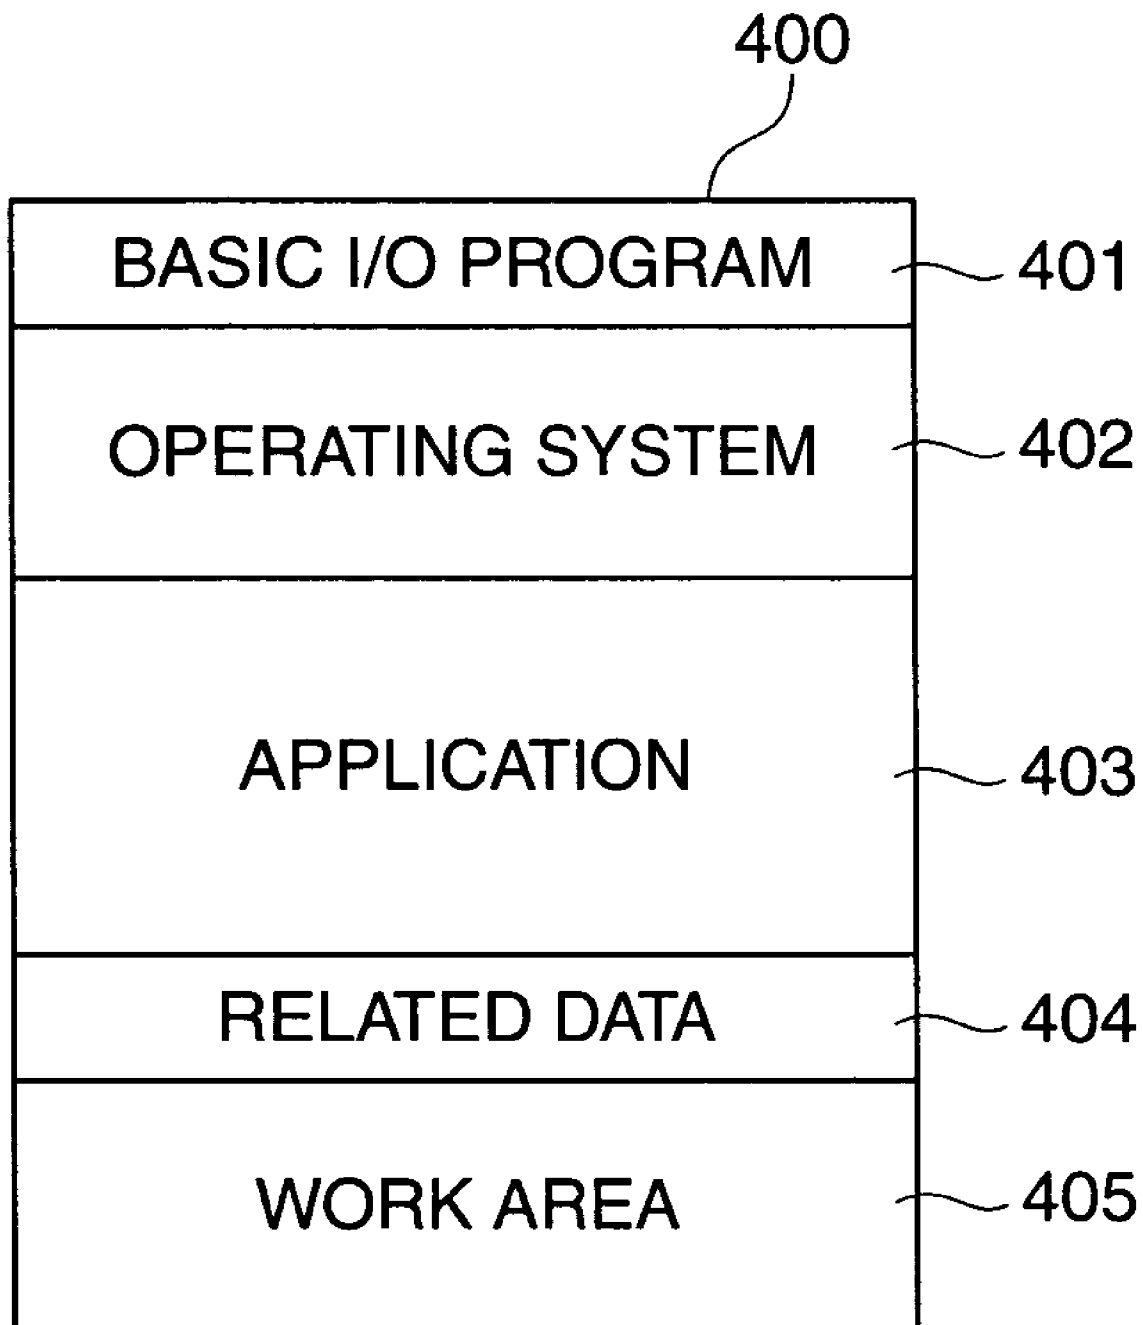 400
BASIC I/O PROGRAM 401
OPERATING SYSTEM 402
APPLICATION 403
RELATED DATA 404
WORK AREA 405